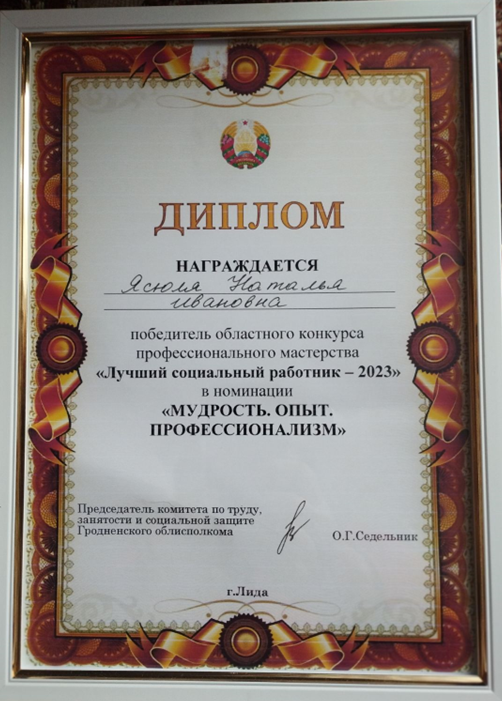 ДИПЛОМ
НАГРАЖДАЕТСЯ
Ясюля Наталья
Ивановна
победитель областного конкурса
профессионального мастерства
«Лучший социальный работник – 2023»
в номинации
«МУДРОСТЬ. ОПЫТ.
ПРОФЕССИОНАЛИЗМ»
Председатель комитета по труду,
занятости и социальной защите
Гродненского облисполкома
О.Г.Седельник
г.Лида